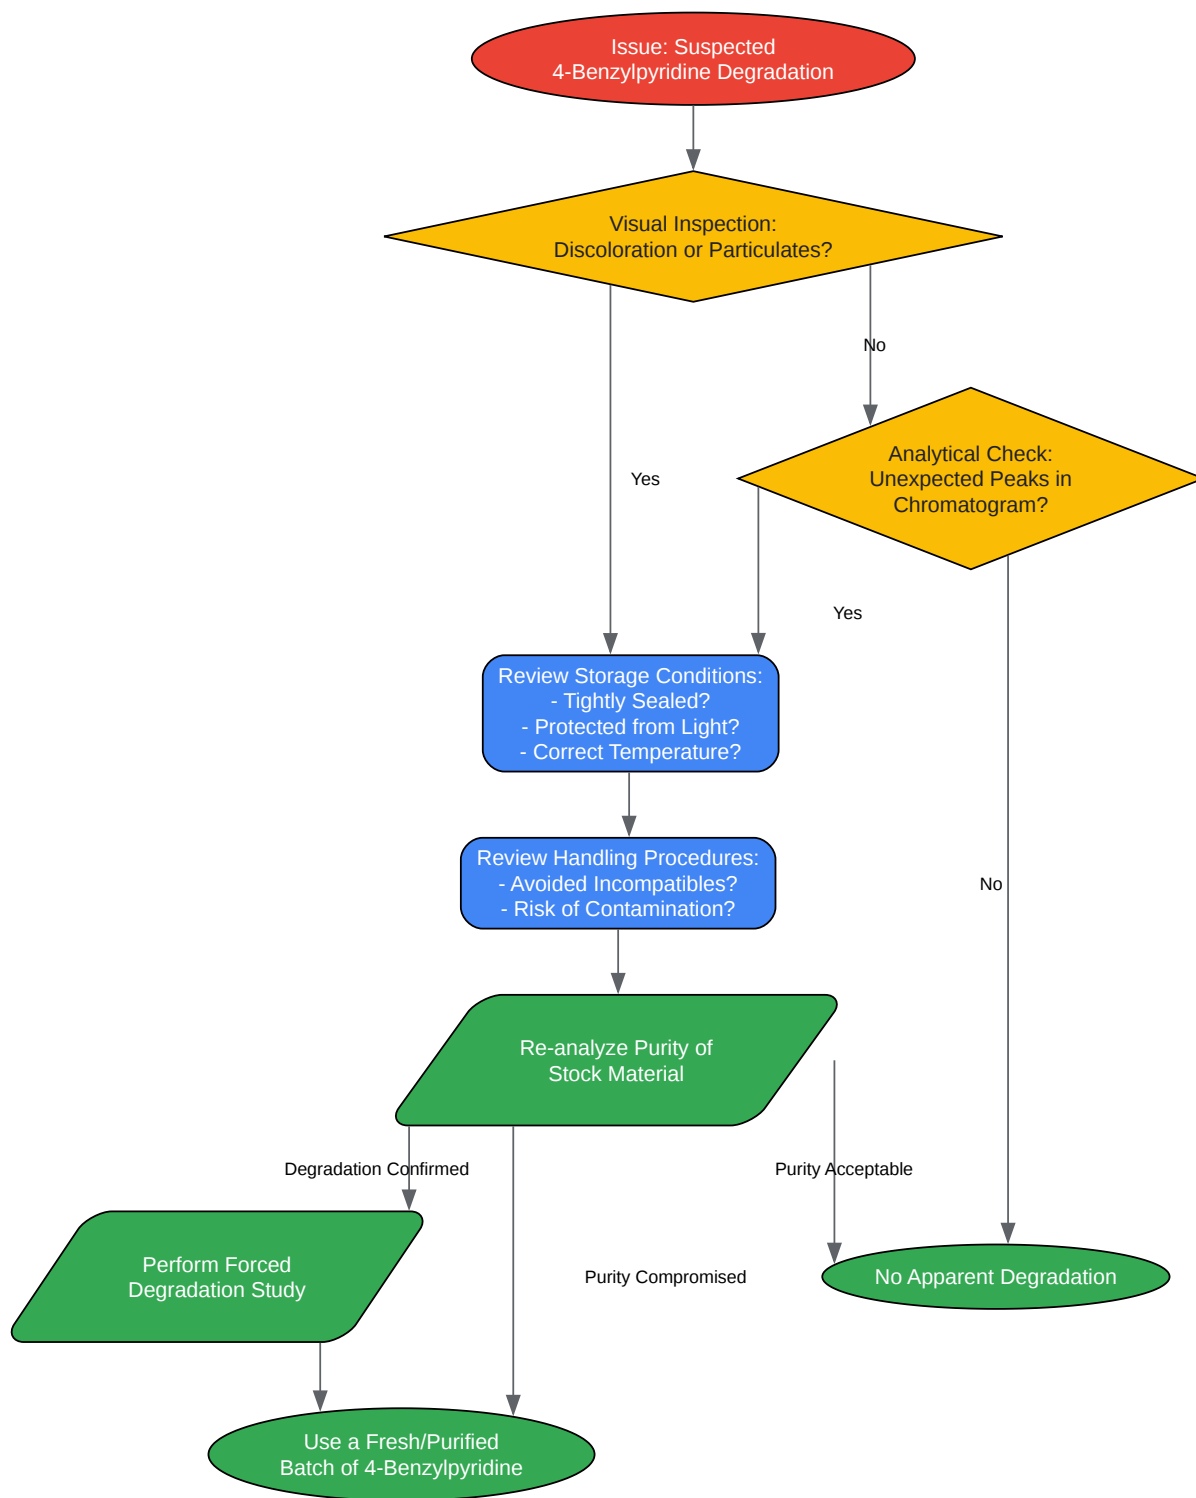 Issue: Suspected
4-Benzylpyridine Degradation
Visual Inspection:
Discoloration or Particulates?
No
Analytical Check:
Unexpected Peaks in
Chromatogram?
Yes
Yes
Review Storage Conditions:
- Tightly Sealed?
- Protected from Light?
- Correct Temperature?
Review Handling Procedures:
- Avoided Incompatibles?
- Risk of Contamination?
No
Re-analyze Purity of
Stock Material
Degradation Confirmed
Purity Acceptable
Perform Forced
Degradation Study
Purity Compromised
No Apparent Degradation
Use a Fresh/Purified
Batch of 4-Benzylpyridine